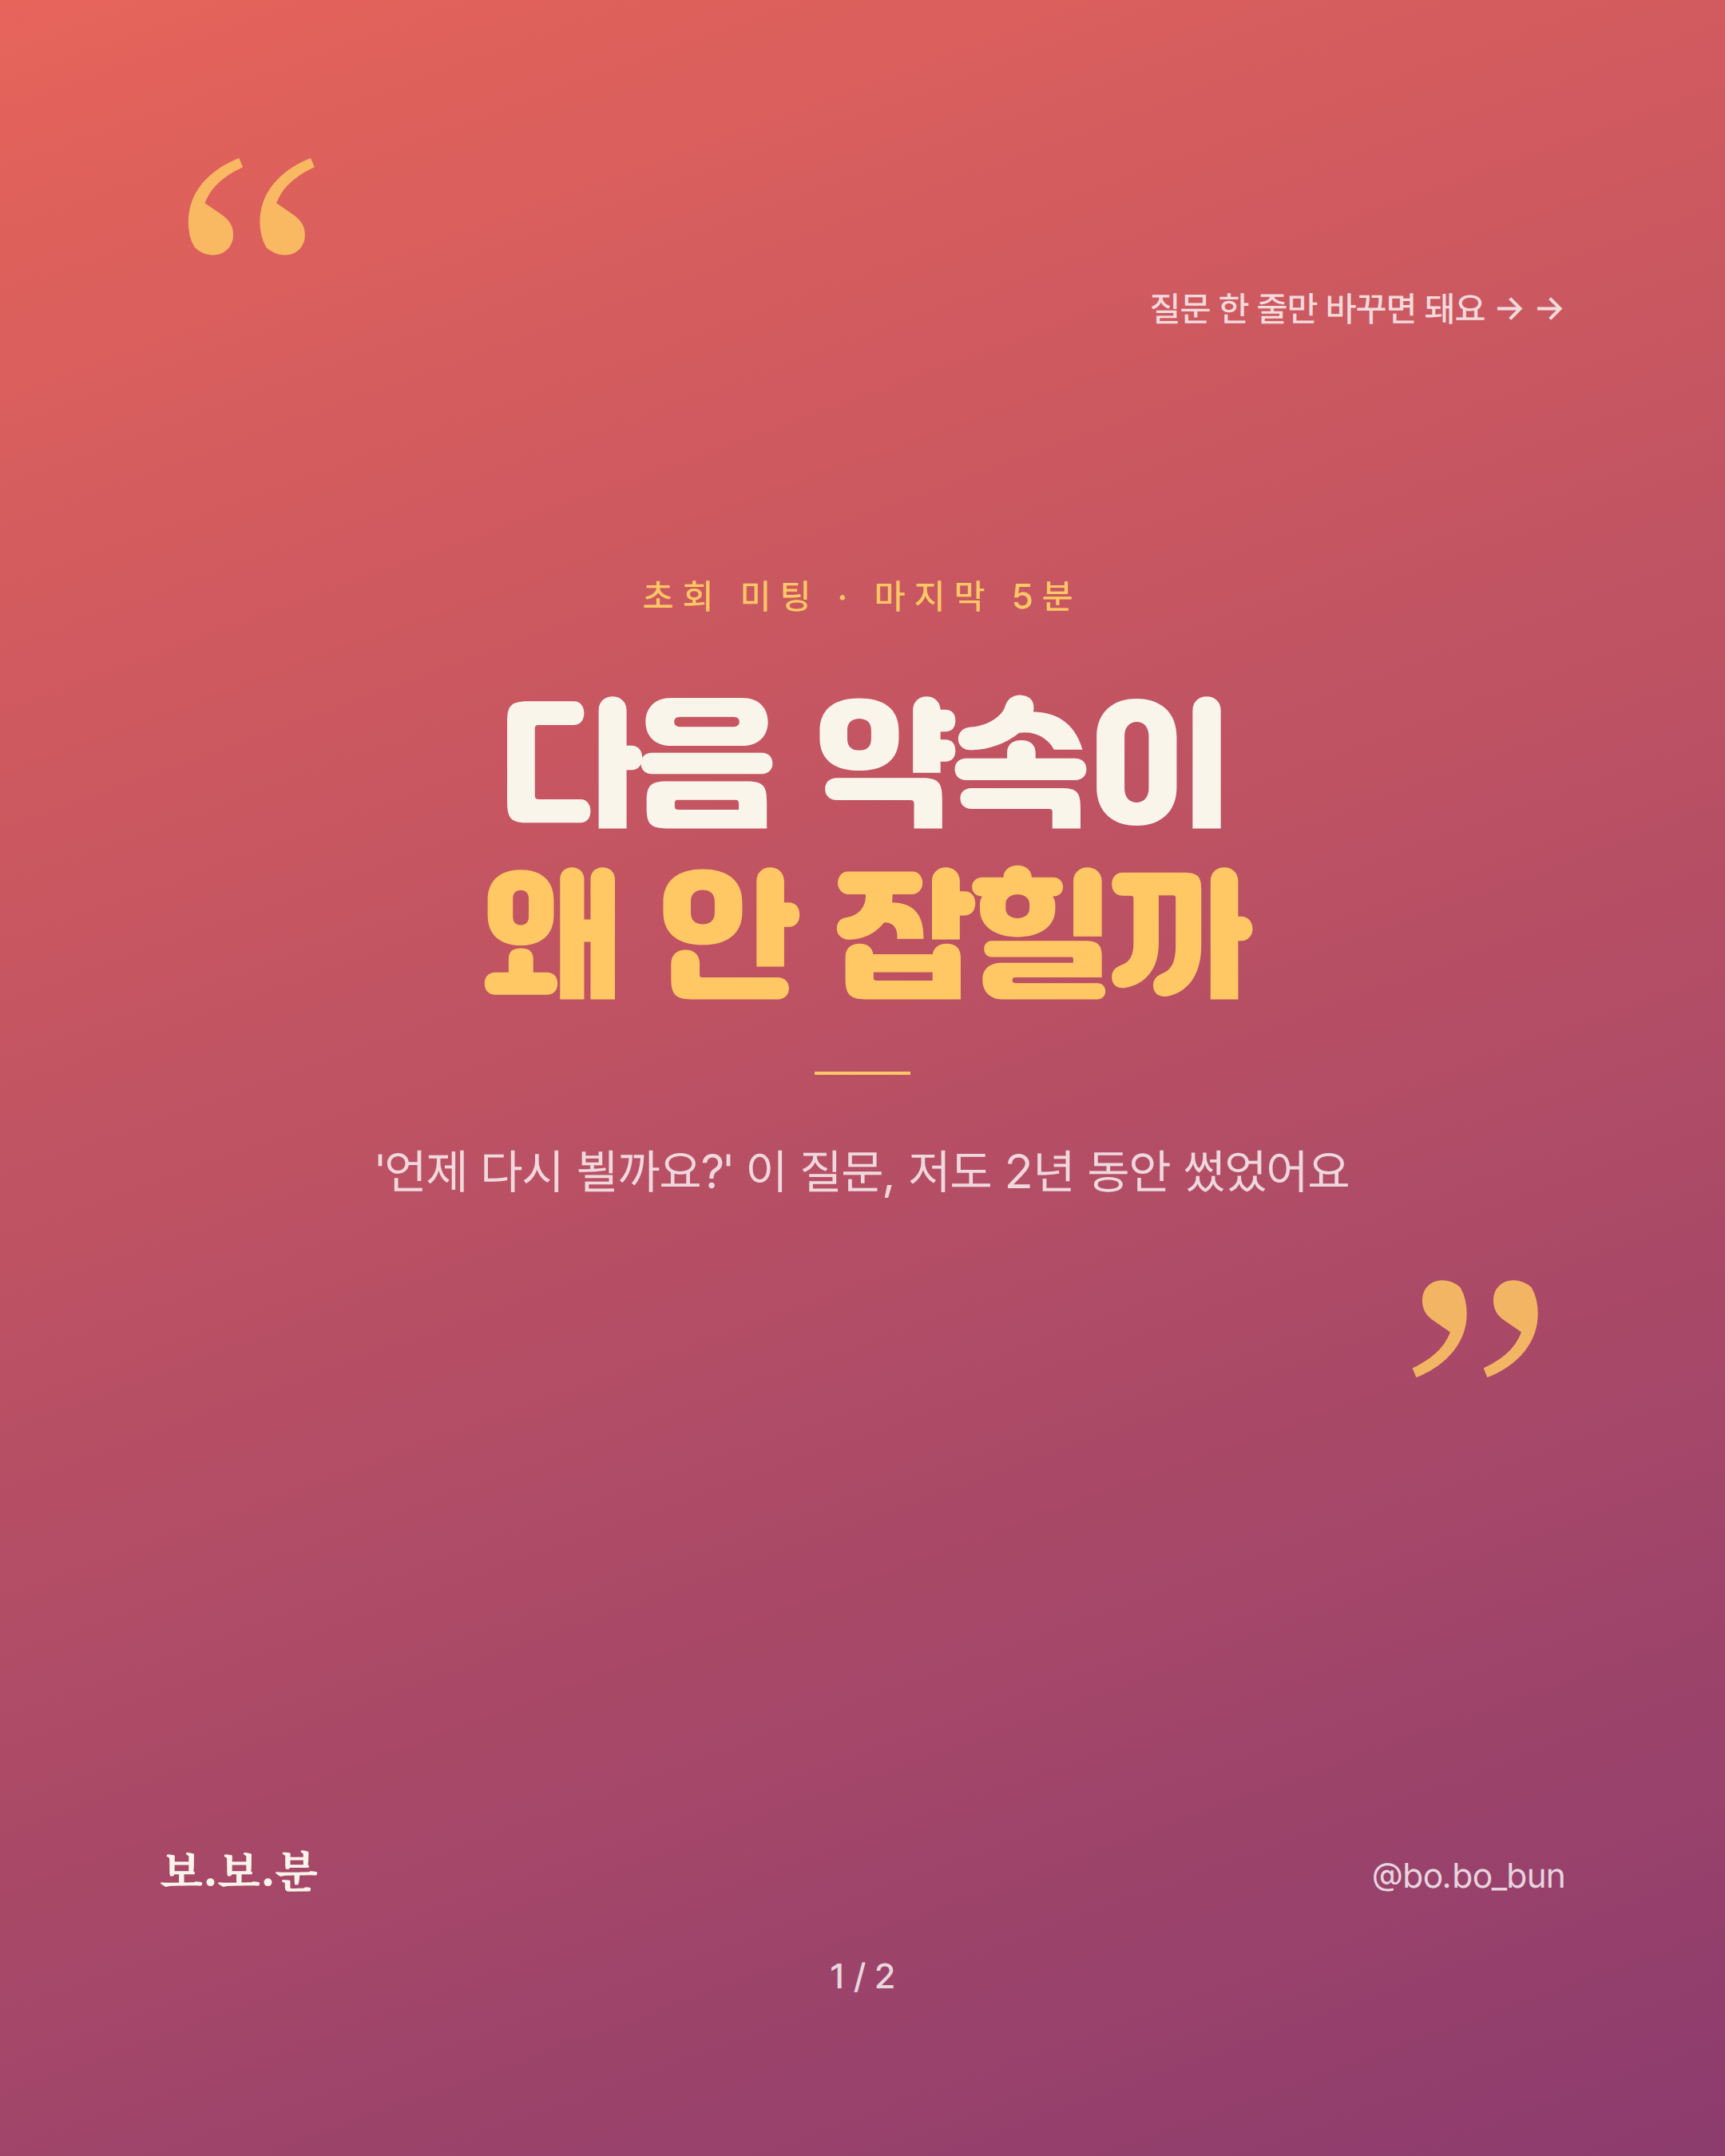 “
질문 한 줄만 바꾸면 돼요 → →
초회 미팅 · 마지막 5분
다음 약속이
왜 안 잡힐까
'언제 다시 볼까요?' 이 질문, 저도 2년 동안 썼었어요
”
보.보.분
@bo.bo_bun
1 / 2